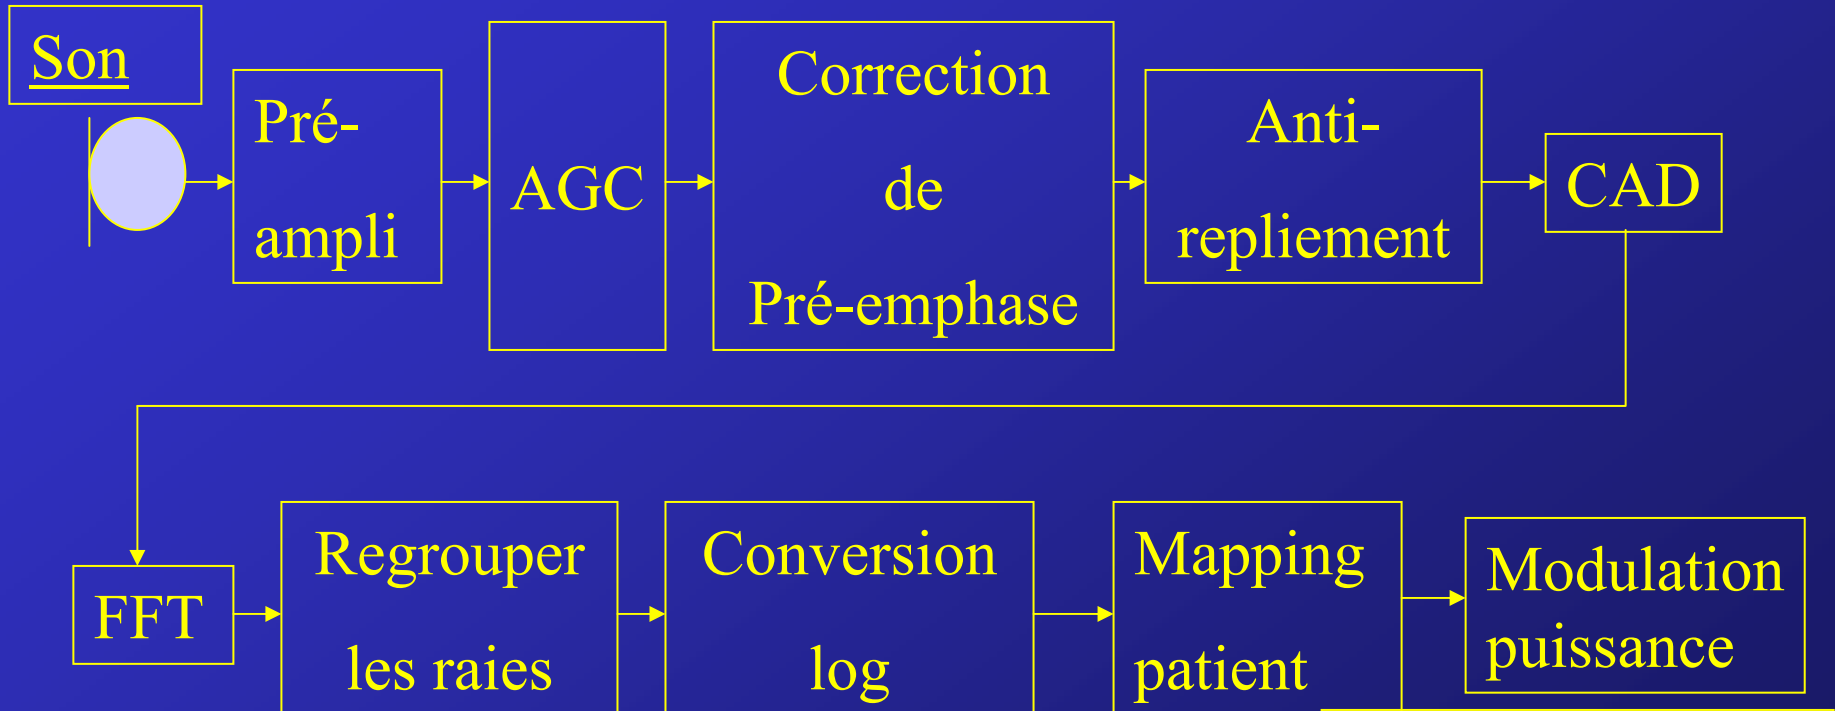 Son
Pré-
ampli
AGC
Correction
de
Pré-emphase
Anti-
repliement
CAD
FFT
Regrouper
les raies
Conversion
log
Mapping
patient
Modulation
puissance